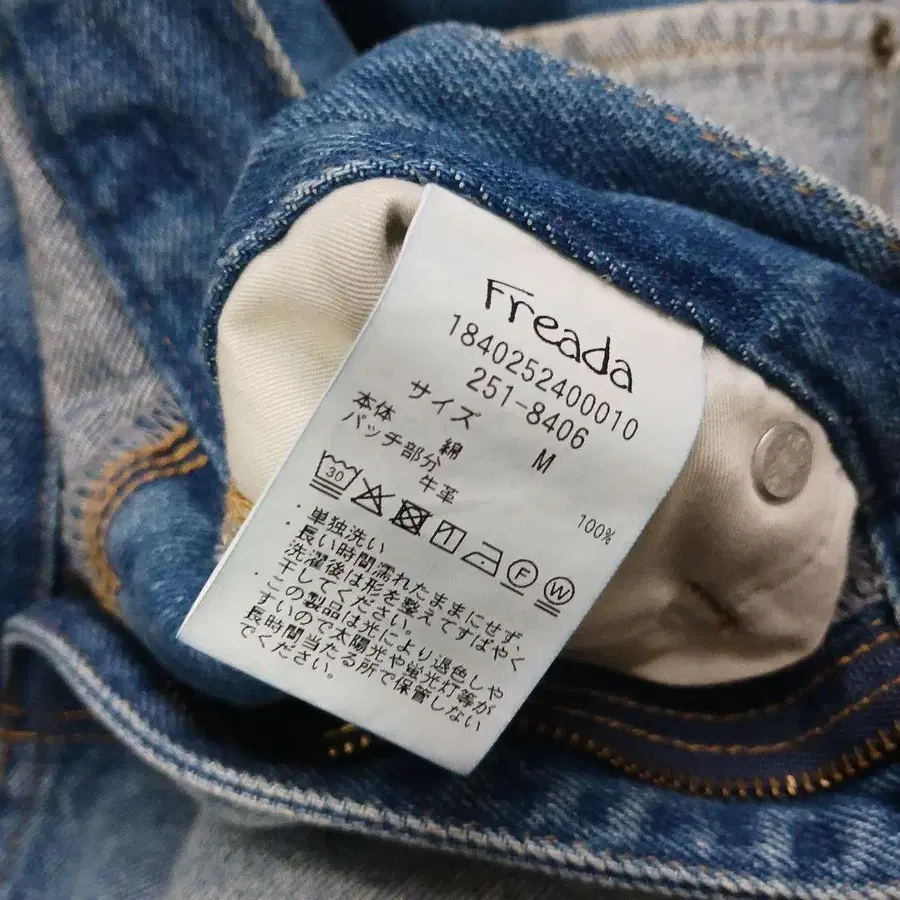 Freada
18402524000010
251-8406
サイズ M
本体 綿 100%
パッチ部分 牛革
30 F W
・単独洗い
・長い時間濡れたままにせず
洗濯後は形を整えてすばやく
干してください。
・この製品は光により退色しや
すいので太陽光や蛍光灯等が
長時間当たる所で保管しない
でください。